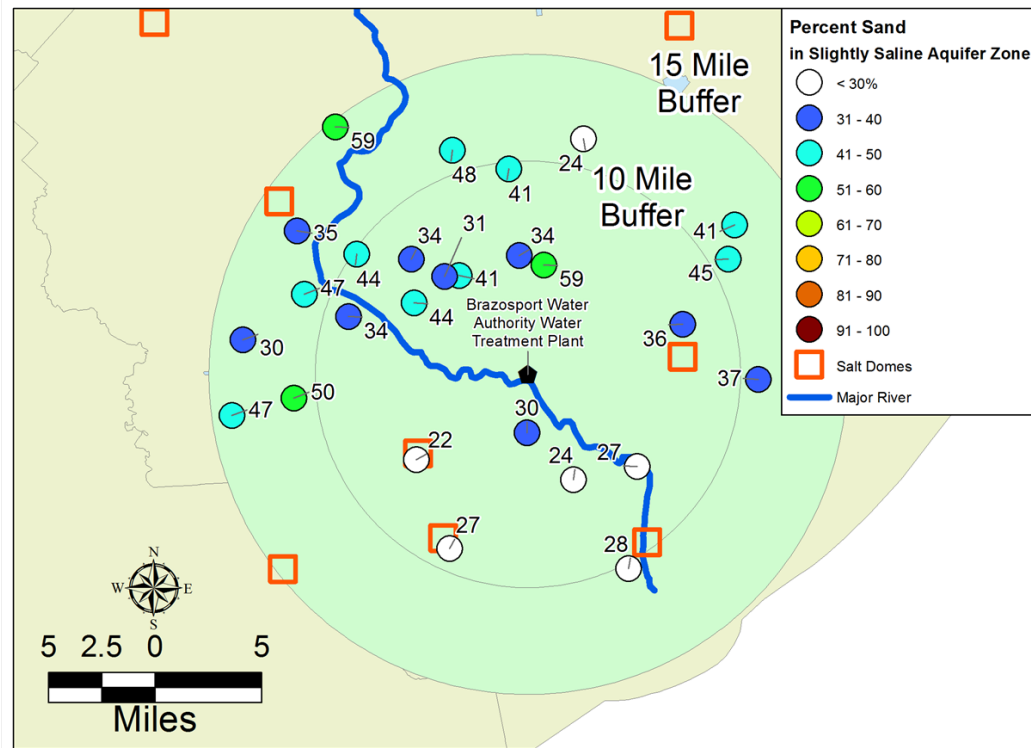 Percent Sand
in Slightly Saline Aquifer Zone
< 30%
31 - 40
41 - 50
51 - 60
61 - 70
71 - 80
81 - 90
91 - 100
Salt Domes
Major River
15 Mile
Buffer
10 Mile
Buffer
59
48
41
24
35
44
34
31
41
34
59
41
45
47
34
44
36
30
37
50
47
Brazosport Water
Authority Water
Treatment Plant
30
22
24
27
27
28
N
W
E
S
5 2.5 0 5
Miles